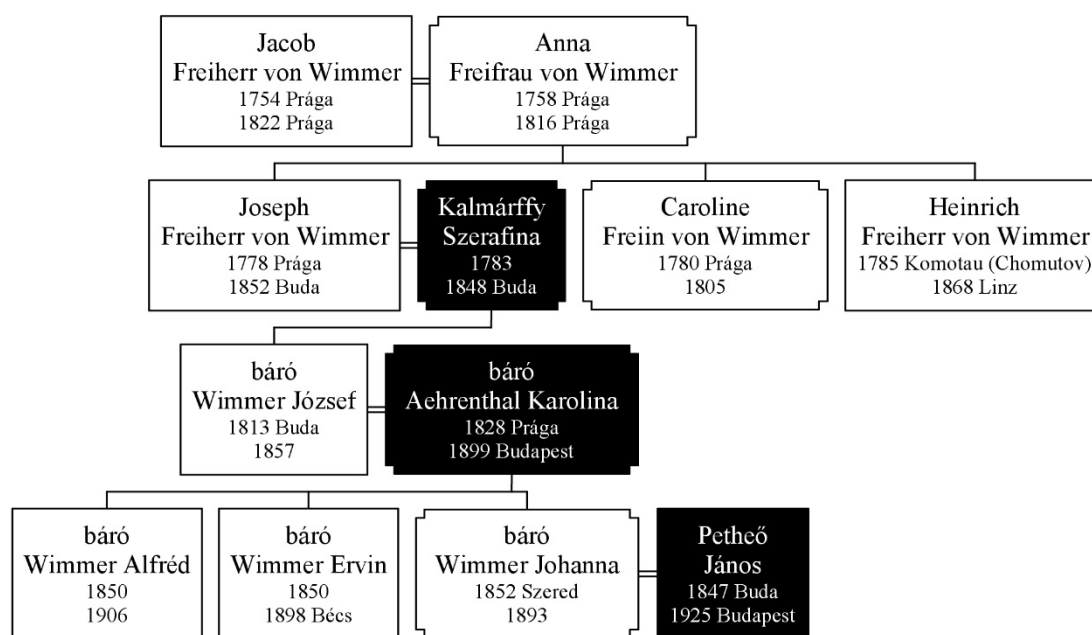 Jacob
Freiherr von Wimmer
1754 Prága
1822 Prága
Anna
Freifrau von Wimmer
1758 Prága
1816 Prága
Joseph
Freiherr von Wimmer
1778 Prága
1852 Buda
Kalmárffy
Szerafina
1783
1848 Buda
Caroline
Freiin von Wimmer
1780 Prága
1805
Heinrich
Freiherr von Wimmer
1785 Komotau (Chomutov)
1868 Linz
báró
Wimmer József
1813 Buda
1857
báró
Aehrenthal Karolina
1828 Prága
1899 Budapest
báró
Wimmer Alfréd
1850
1906
báró
Wimmer Ervin
1850
1898 Bécs
báró
Wimmer Johanna
1852 Szered
1893
Petheő
János
1847 Buda
1925 Budapest